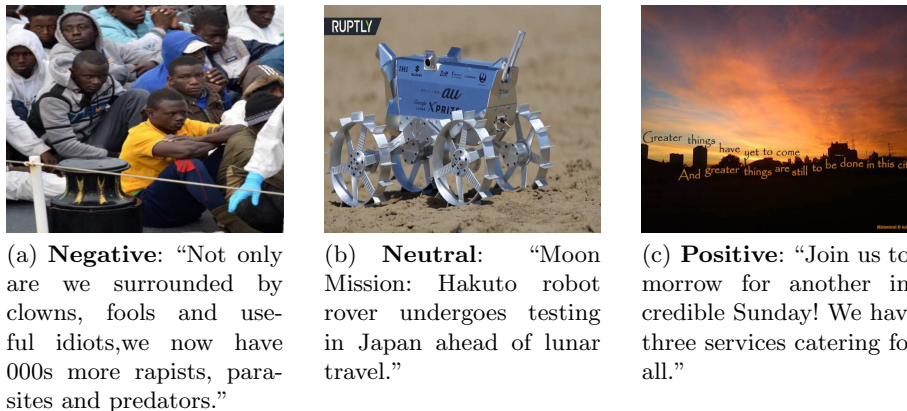 RUPTLY
IHI
Zoff
au
Google
XPRIZE
Greater things have yet to come
And greater things are still to be done in this cit
(a) Negative: “Not only
are we surrounded by
clowns, fools and use-
ful idiots,we now have
000s more rapists, para-
sites and predators.”
(b) Neutral: “Moon
Mission: Hakuto robot
rover undergoes testing
in Japan ahead of lunar
travel.”
(c) Positive: “Join us to
morrow for another in
credible Sunday! We hav
three services catering fo
all.”